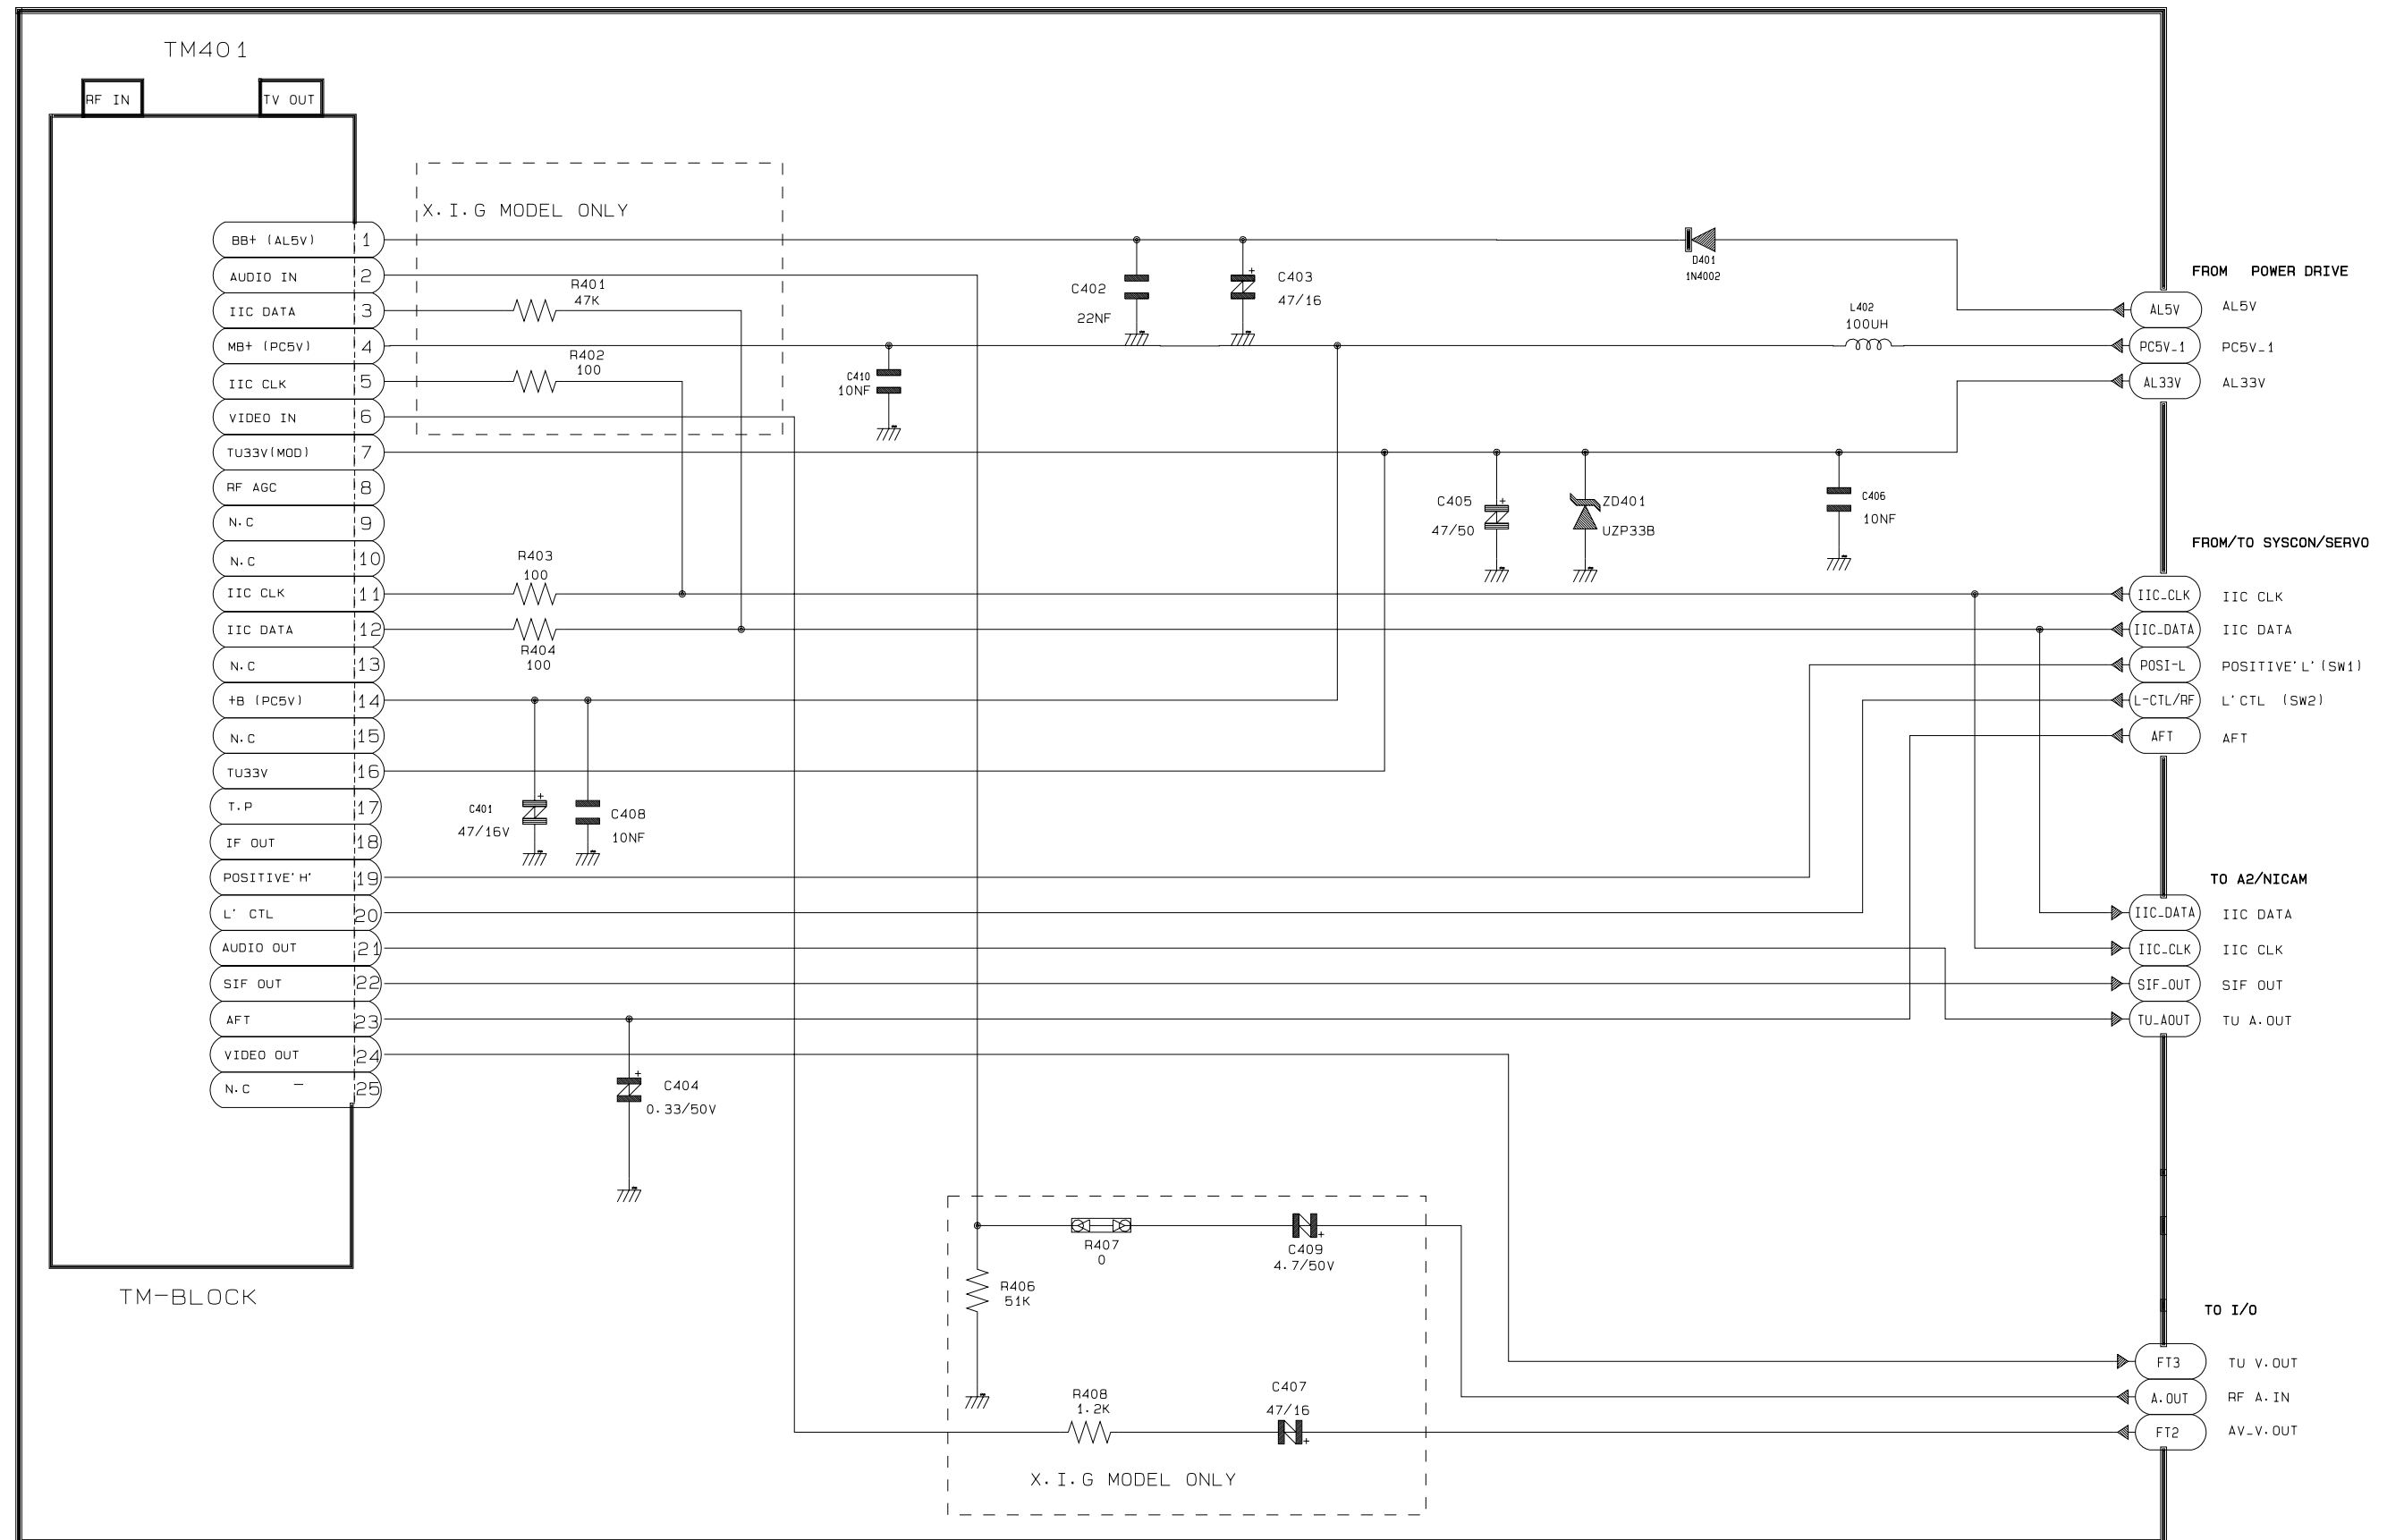 TM401
RF IN
TV OUT
X.I.G MODEL ONLY
BB+ (AL5V) 1
AUDIO IN 2
IIC DATA 3
MB+ (PC5V) 4
IIC CLK 5
VIDEO IN 6
TU33V(MOD) 7
RF AGC 8
N.C 9
N.C 10
IIC CLK 11
IIC DATA 12
N.C 13
+B (PC5V) 14
N.C 15
TU33V 16
T.P 17
IF OUT 18
POSITIVE'H' 19
L' CTL 20
AUDIO OUT 21
SIF OUT 22
AFT 23
VIDEO OUT 24
N.C - 25
TM-BLOCK
R401
47K
R402
100
R403
100
R404
100
C402
22NF
+
C403
47/16
D401
1N4002
L402
100UH
C410
10NF
+
C405
47/50
ZD401
UZP33B
C406
10NF
+
C401
47/16V
C408
10NF
+
C404
0.33/50V
R407
0
+
C409
4.7/50V
R406
51K
R408
1.2K
C407
47/16
+
X.I.G MODEL ONLY
FROM POWER DRIVE
AL5V AL5V
PC5V_1 PC5V_1
AL33V AL33V
FROM/TO SYSCON/SERVO
IIC_CLK IIC CLK
IIC_DATA IIC DATA
POSI-L POSITIVE'L'(SW1)
L-CTL/RF L'CTL (SW2)
AFT AFT
TO A2/NICAM
IIC_DATA IIC DATA
IIC_CLK IIC CLK
SIF_OUT SIF OUT
TU_AOUT TU A.OUT
TO I/O
FT3 TU V.OUT
A.OUT RF A.IN
FT2 AV_V.OUT